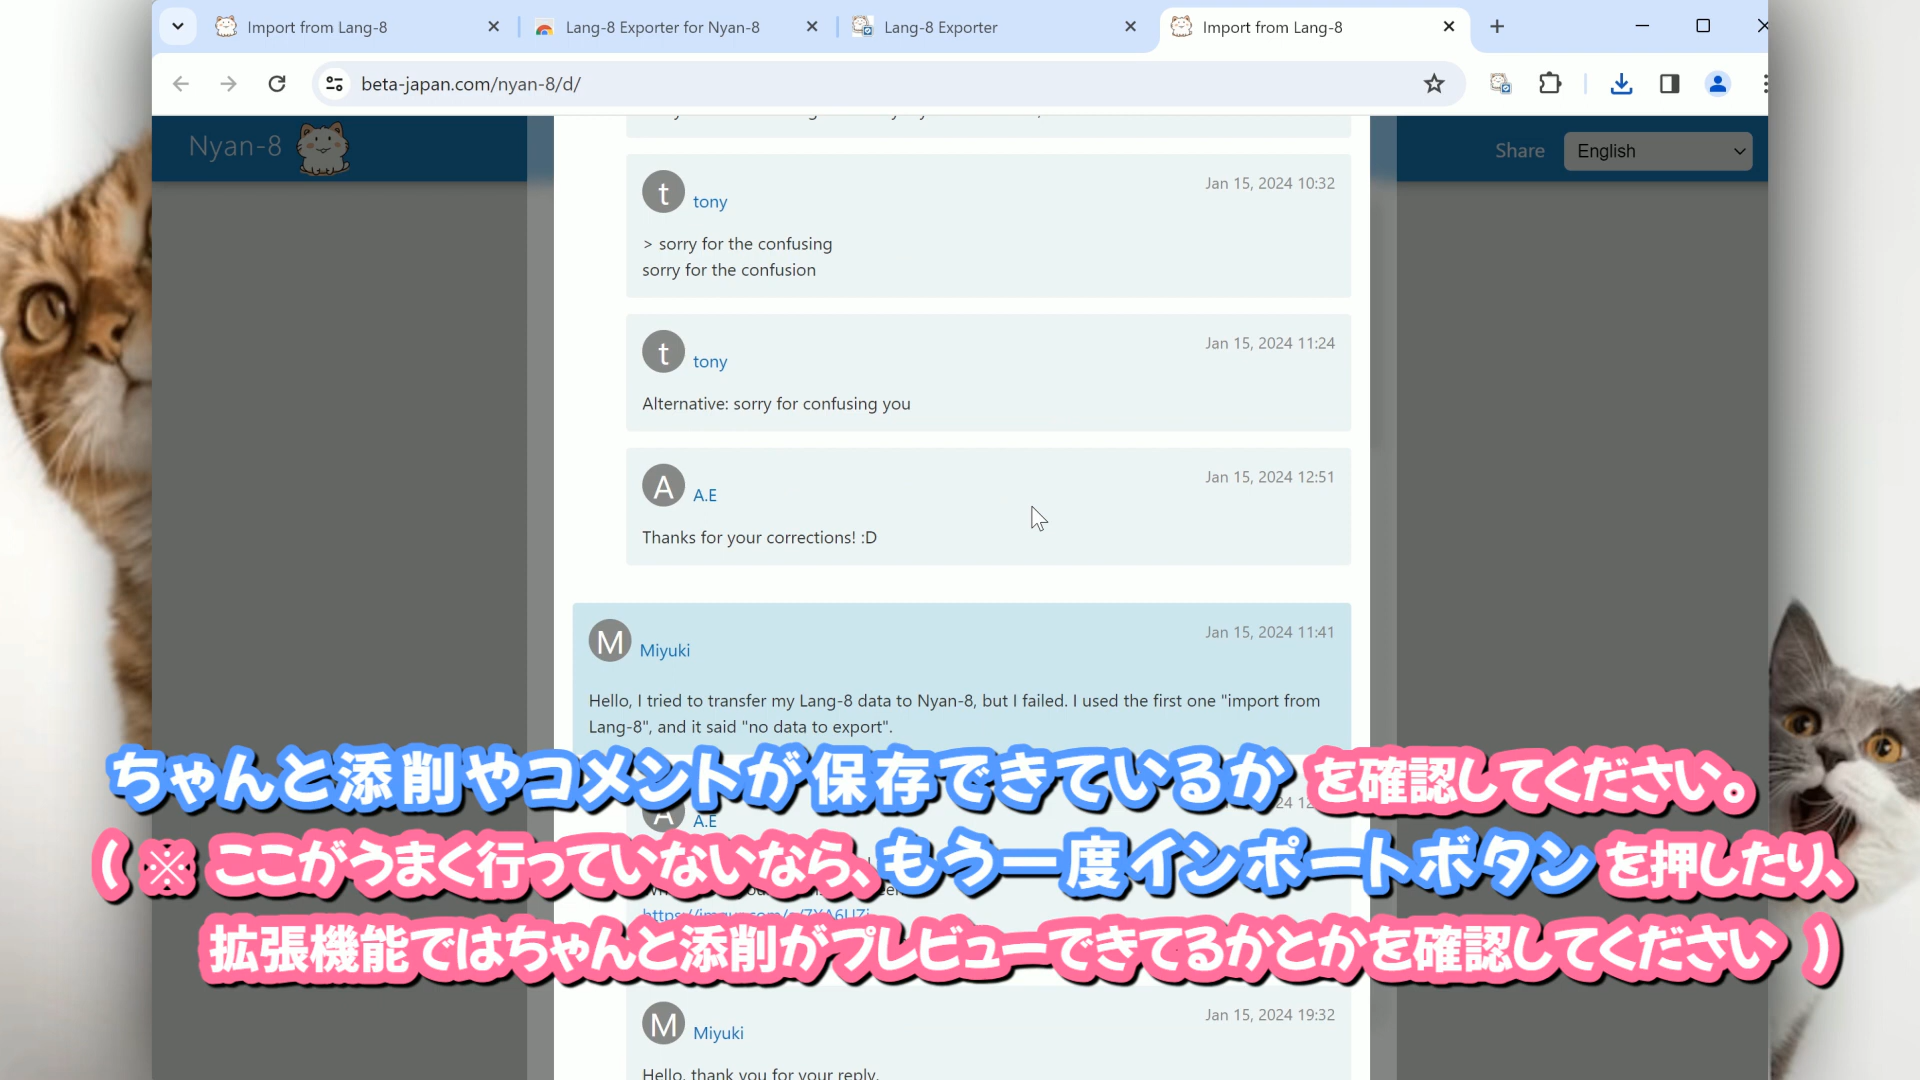 Import from Lang-8
Lang-8 Exporter for Nyan-8
Lang-8 Exporter
Import from Lang-8
beta-japan.com/nyan-8/d/
Nyan-8
Share
English
t
tony
Jan 15, 2024 10:32
> sorry for the confusing
sorry for the confusion
t
tony
Jan 15, 2024 11:24
Alternative: sorry for confusing you
A
A.E
Jan 15, 2024 12:51
Thanks for your corrections! :D
M
Miyuki
Jan 15, 2024 11:41
Hello, I tried to transfer my Lang-8 data to Nyan-8, but I failed. I used the first one "import from
Lang-8", and it said "no data to export".
ちゃんと添削やコメントが保存できているかを確認してください。
A.E
(※ここがうまく行っていないなら、もう一度インポートボタンを押したり、
拡張機能ではちゃんと添削がプレビューできてるかとかを確認してください)
M
Miyuki
Jan 15, 2024 19:32
Hello, thank you for your reply.